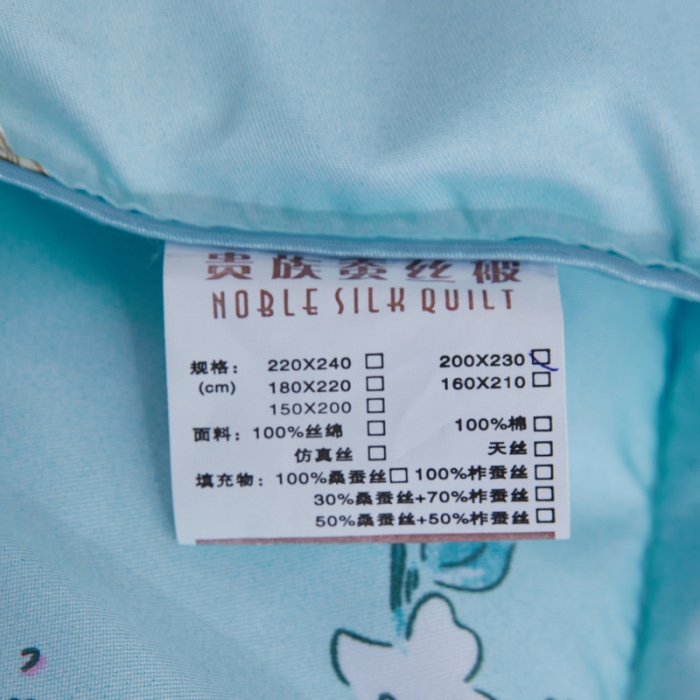 贵族蚕丝被
NOBLE SILK QUILT
规格： 220X240 □ 200X230 □
(cm) 180X220 □ 160X210 □
150X200 □
面料： 100%丝绵 □ 100%棉 □
仿真丝 □ 天丝 □
填充物： 100%桑蚕丝 □ 100%柞蚕丝 □
30%桑蚕丝+70%柞蚕丝 □
50%桑蚕丝+50%柞蚕丝 □